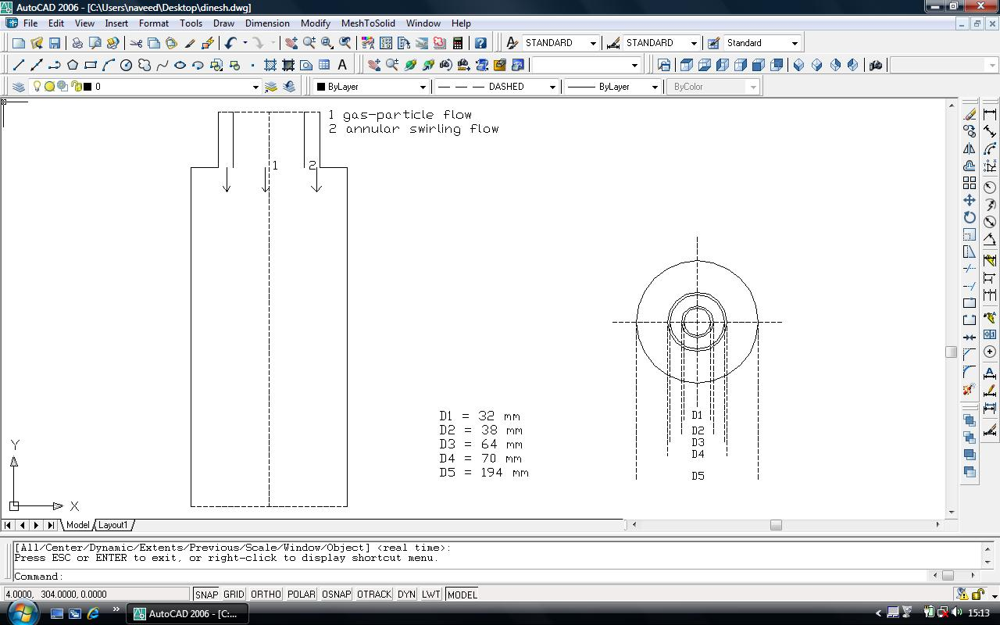 AutoCAD 2006 - [C:\Users\naveed\Desktop\dinesh.dwg]
File Edit View Insert Format Tools Draw Dimension Modify MeshToSolid Window Help
STANDARD STANDARD Standard
A
0 ByLayer DASHED ByLayer ByColor
1 gas-particle flow
2 annular swirling flow
1 2
D1 = 32 mm
D2 = 38 mm
D3 = 64 mm
D4 = 70 mm
D5 = 194 mm
D1
D2
D3
D4
D5
Y
X
Model Layout1
[All/Center/Dynamic/Extents/Previous/Scale/Window/Object] <real time>:
Press ESC or ENTER to exit, or right-click to display shortcut menu.
Command:
4.0000, 304.0000, 0.0000 SNAP GRID ORTHO POLAR OSNAP OTRACK DYN LWT MODEL
AutoCAD 2006 - [C:... 15:13